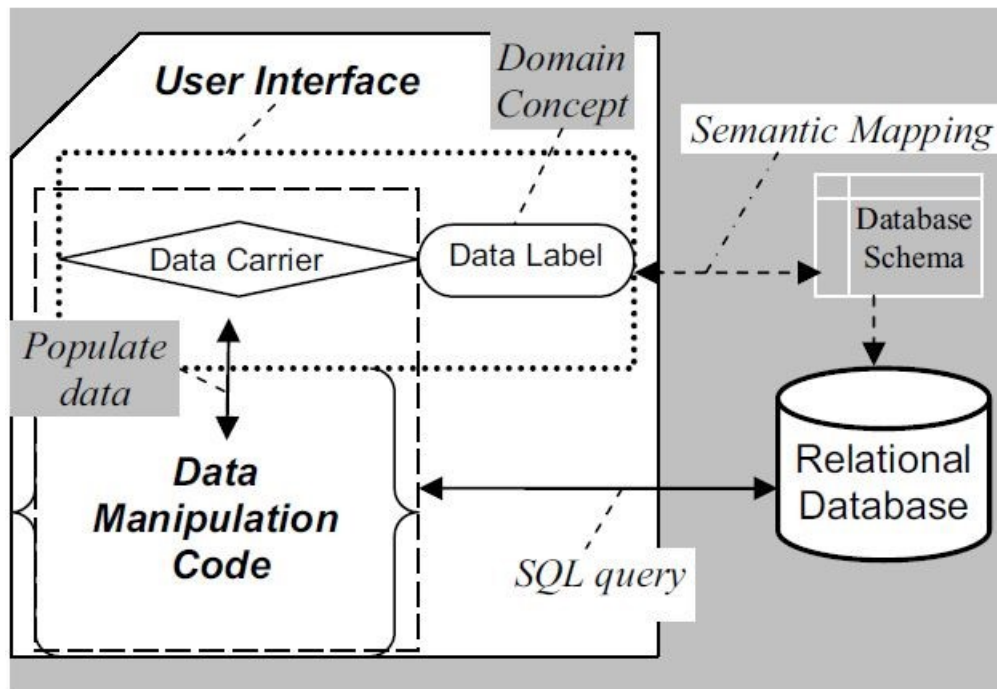 User Interface
Domain
Concept
Semantic Mapping
Data Carrier
Data Label
Database
Schema
Populate
data
Data
Manipulation
Code
Relational
Database
SQL query